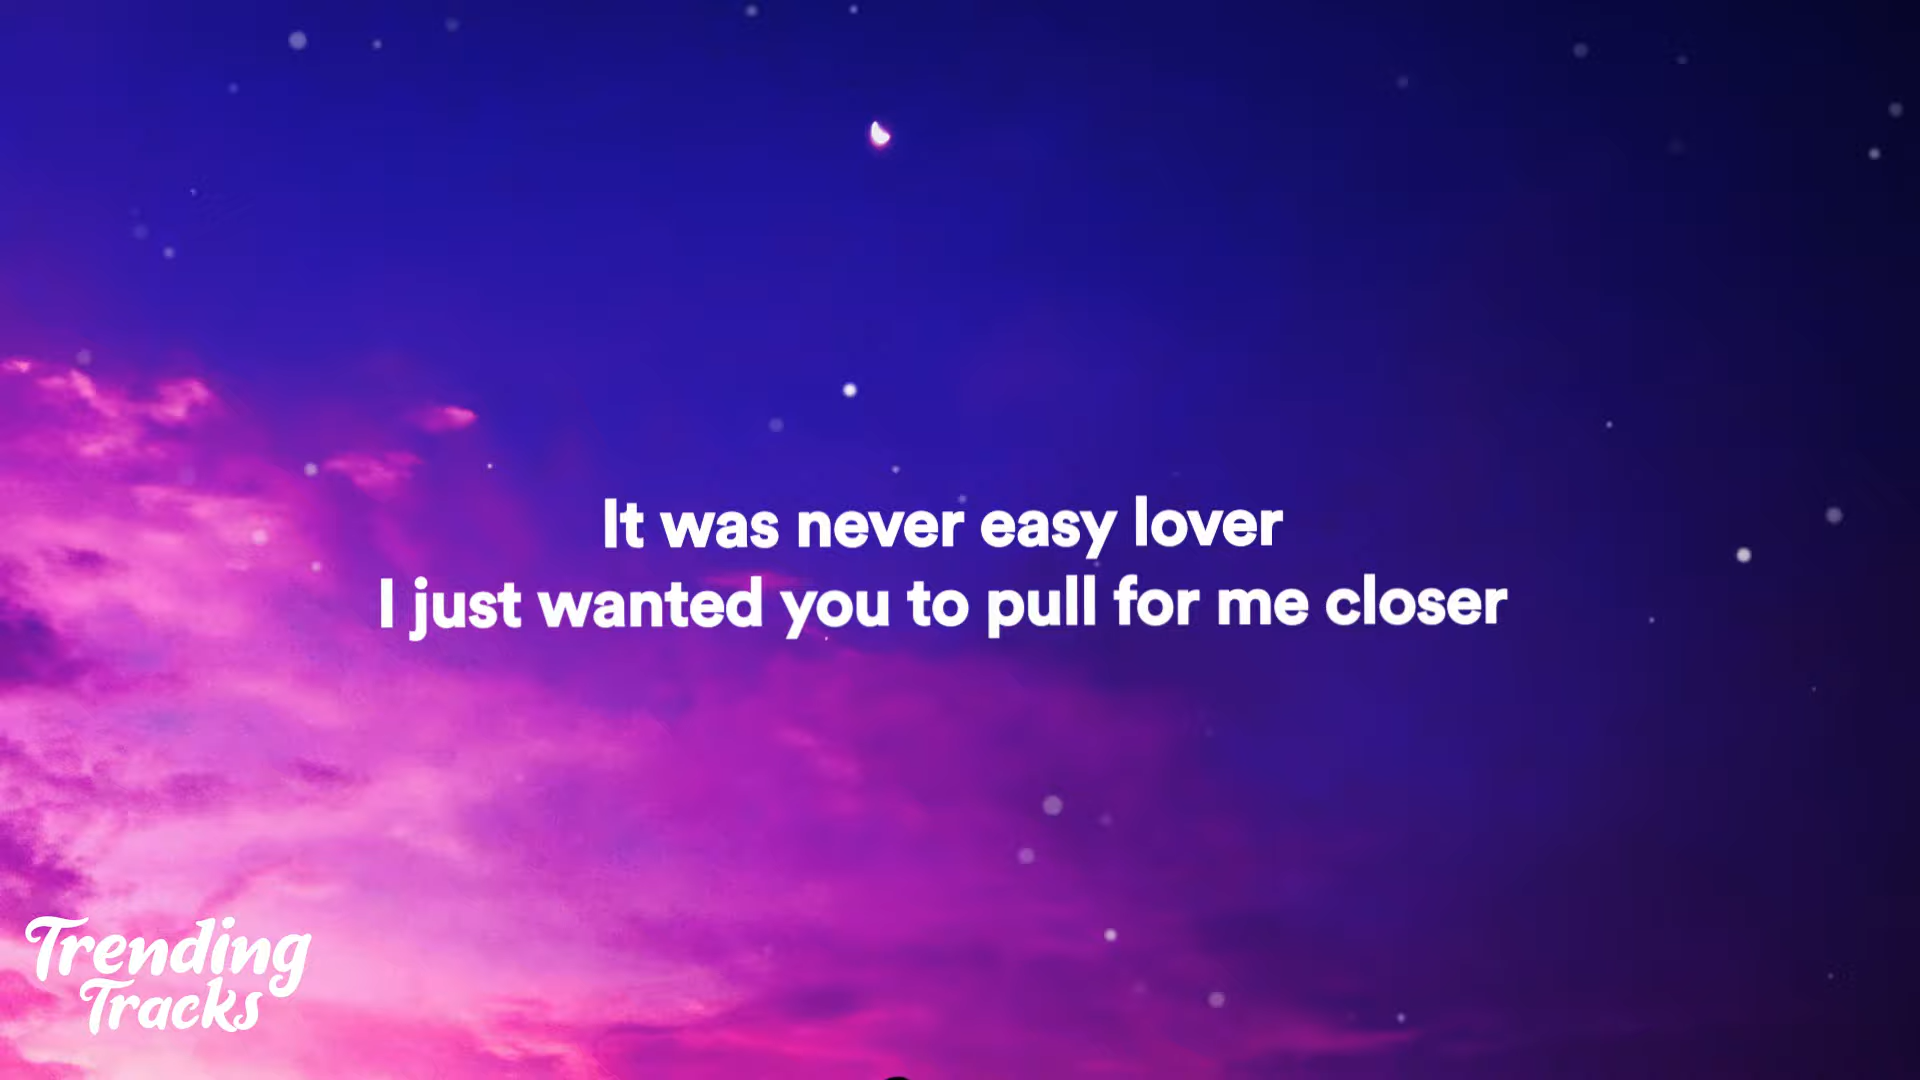 It was never easy lover
I just wanted you to pull for me closer
Trending
Tracks